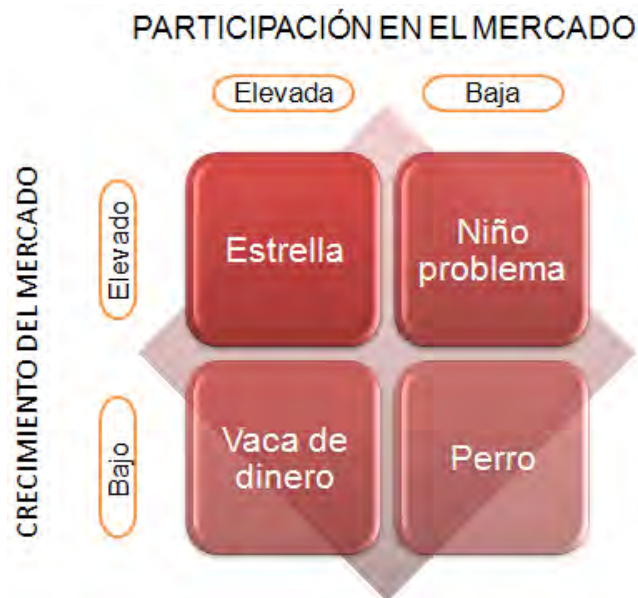 PARTICIPACIÓN EN EL MERCADO
Elevada
Baja
CRECIMIENTO DEL MERCADO
Elevado
Estrella
Niño
problema
Bajo
Vaca de
dinero
Perro